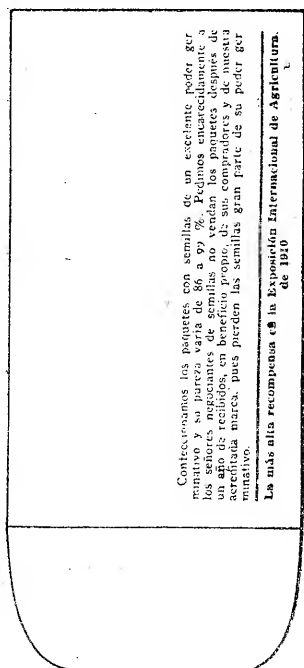 Confeccionamos los paquetes con semillas de un excelente poder ger
minativo y su pureza varia de 86 a 99 %. Pedimos encarecidamente a
los señores negociantes de semillas no vendan los paquetes después de
un año de recibidos, en beneficio propio, de sus compradores y de nuestra
acreditada marca, pues pierden las semillas gran parte de su poder ger
minativo.
La más alta recompensa en la Exposición Internacional de Agricultura.
de 1910